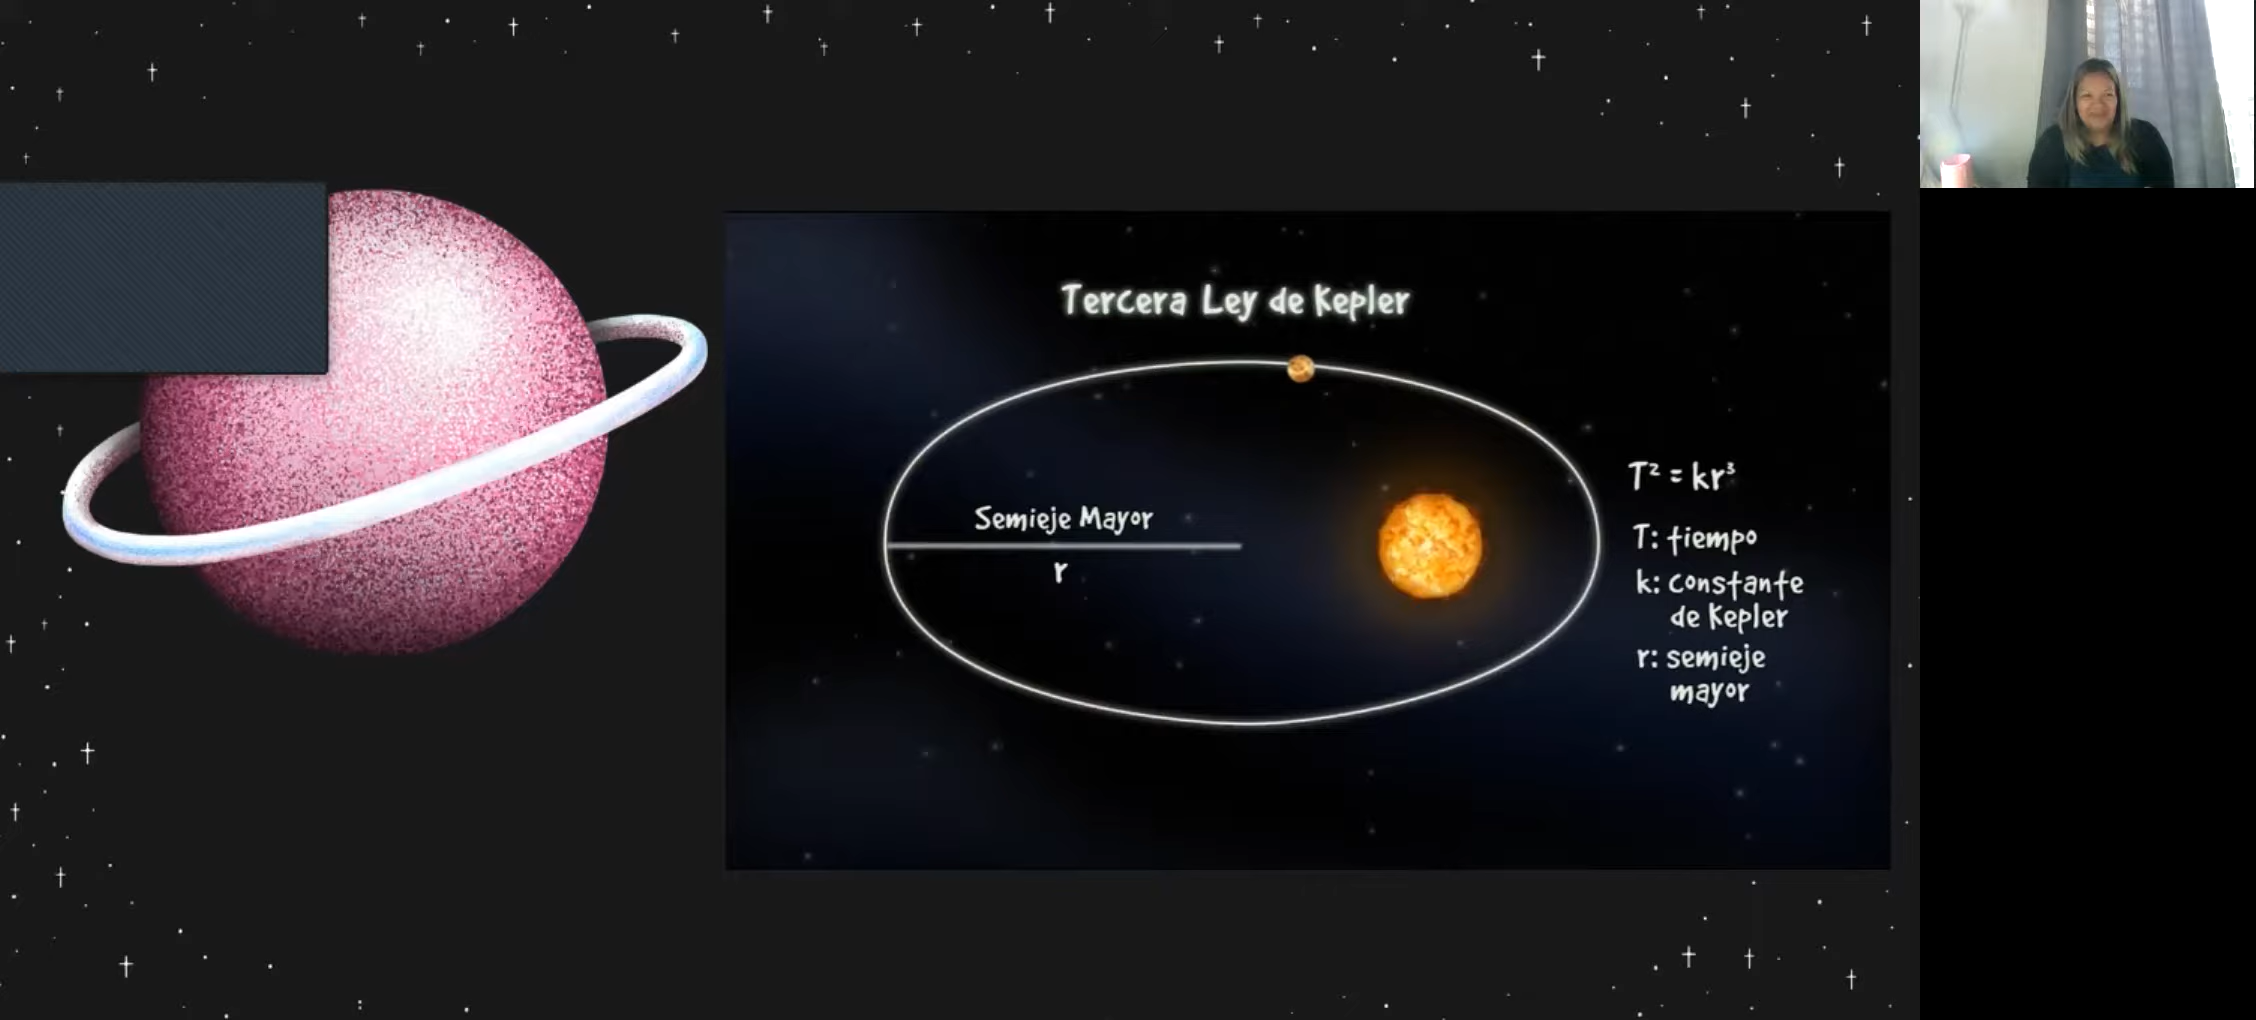 Tercera Ley de Kepler
Semieje Mayor
r
T² = kr³
T: tiempo
k: constante
de Kepler
r: semieje
mayor